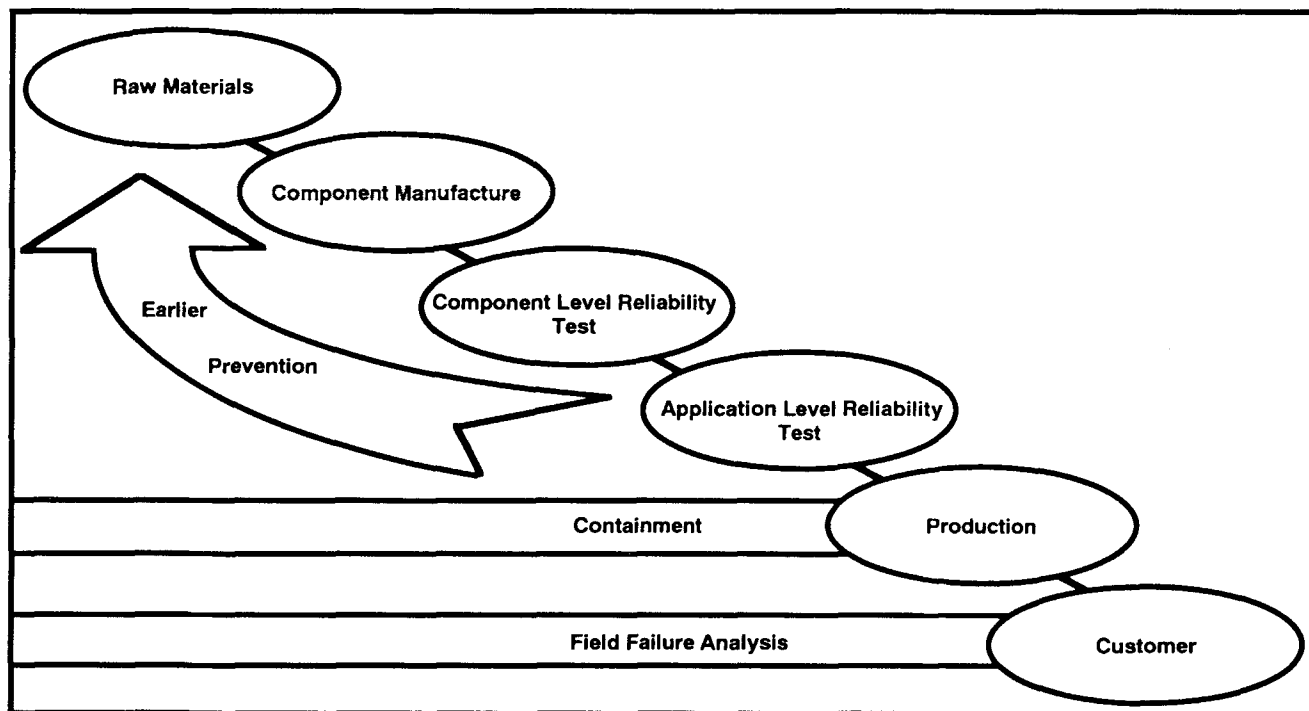 Raw Materials
Component Manufacture
Component Level Reliability
Test
Earlier
Prevention
Application Level Reliability
Test
Containment
Production
Field Failure Analysis
Customer